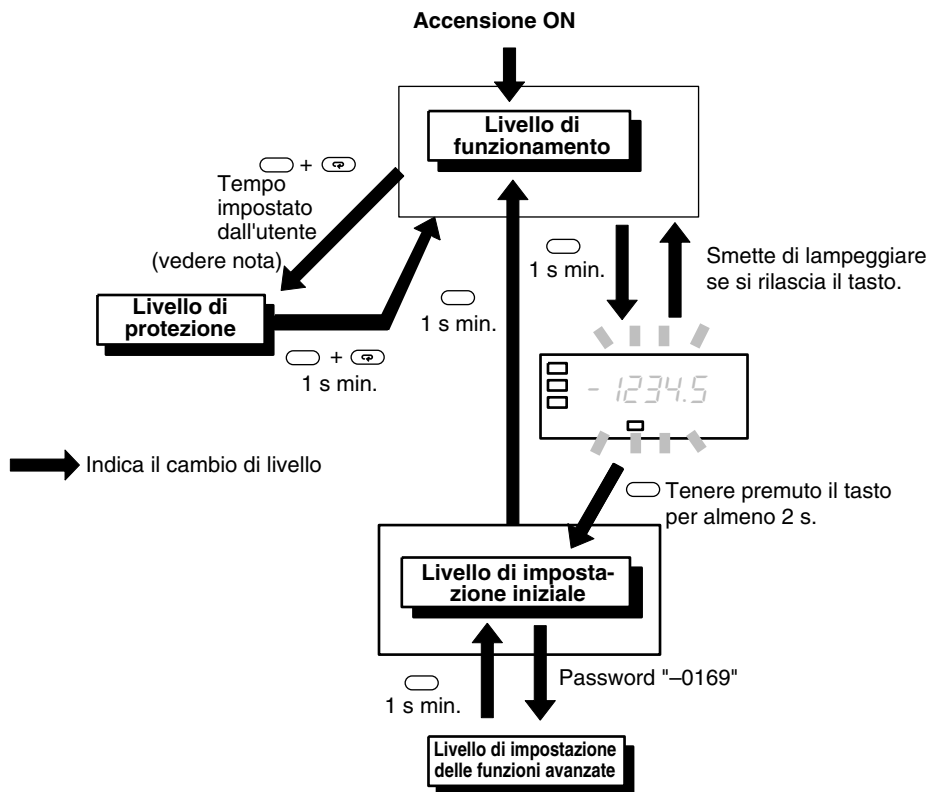 Accensione ON
Livello di
funzionamento
+
Tempo
impostato
dall'utente
(vedere nota)
1 s min.
Smette di lampeggiare
se si rilascia il tasto.
Livello di
protezione
1 s min.
+
1 s min.
-1234.5
Indica il cambio di livello
Tenere premuto il tasto
per almeno 2 s.
Livello di imposta-
zione iniziale
Password "–0169"
1 s min.
Livello di impostazione
delle funzioni avanzate